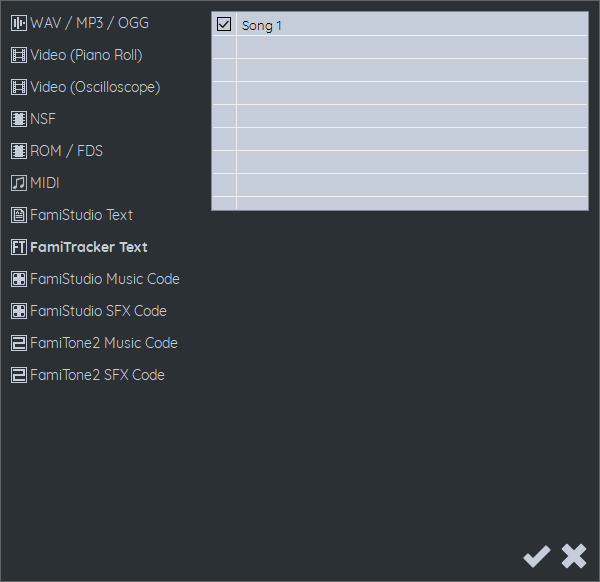 WAV / MP3 / OGG
Video (Piano Roll)
Video (Oscilloscope)
NSF
ROM / FDS
MIDI
FamiStudio Text
FT FamiTracker Text
FamiStudio Music Code
FamiStudio SFX Code
FamiTone2 Music Code
FamiTone2 SFX Code
Song 1